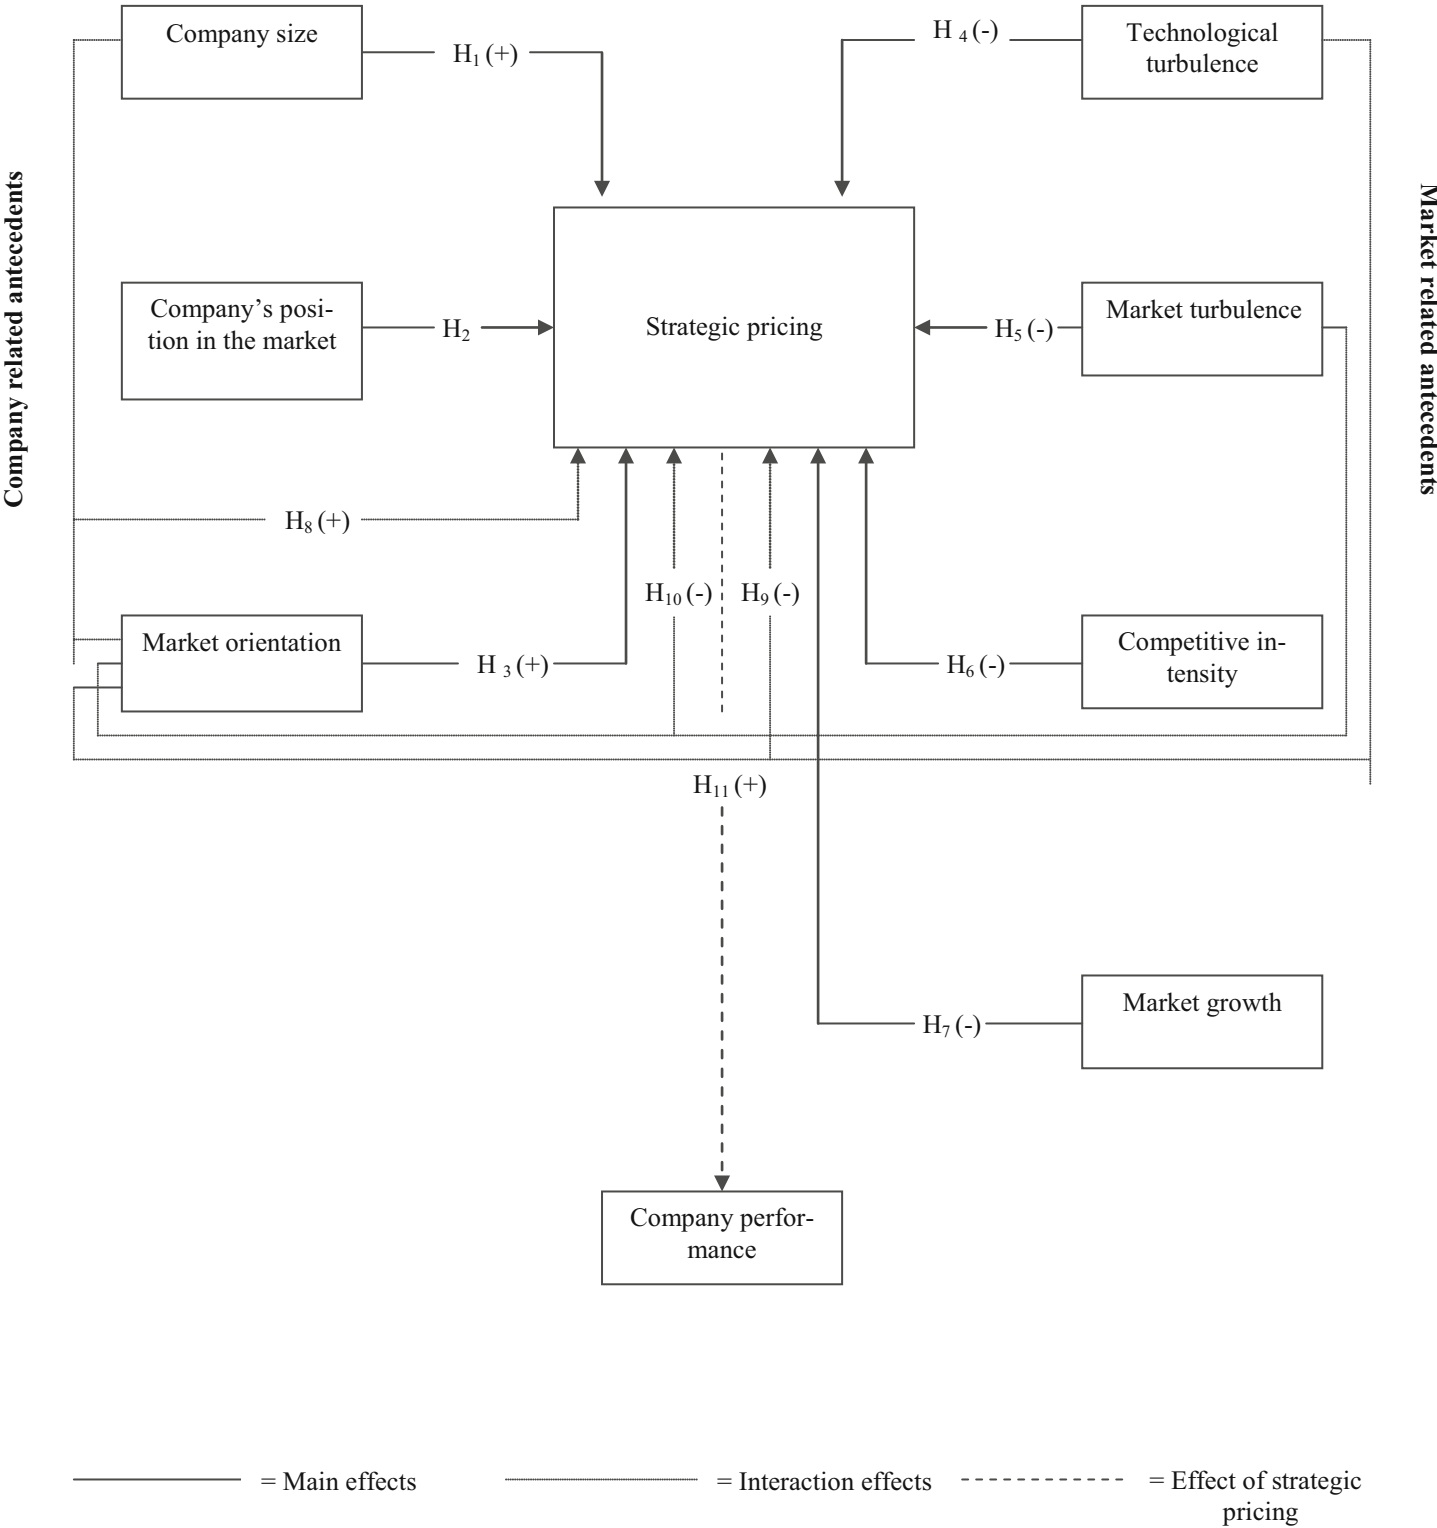 Company size
H1 (+)
H 4 (-)
Technological
turbulence
Company related antecedents
Market related antecedents
Company’s posi-
tion in the market
H2
Strategic pricing
H5 (-)
Market turbulence
H8 (+)
H10 (-)
H9 (-)
Market orientation
H 3 (+)
H6 (-)
Competitive in-
tensity
H11 (+)
Market growth
H7 (-)
Company perfor-
mance
= Main effects
= Interaction effects
= Effect of strategic
pricing